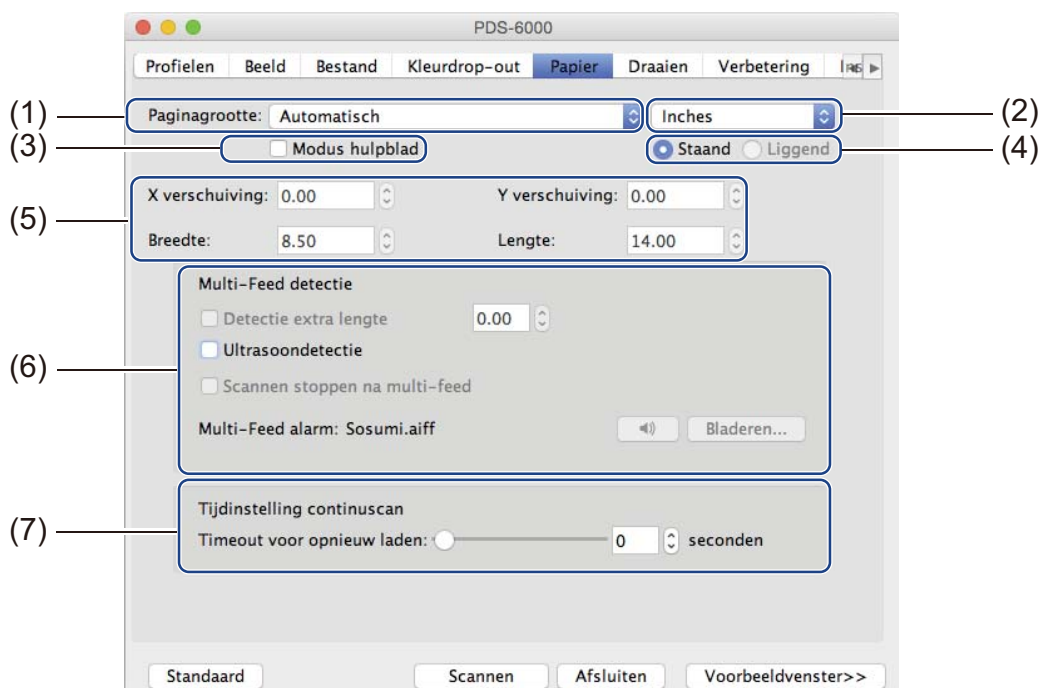 PDS-6000
Profielen Beeld Bestand Kleurdrop-out Papier Draaien Verbetering
(1) Paginagrootte: Automatisch Inches (2)
(3) Modus hulpblad Staand Liggend (4)
(5) X verschuiving: 0.00 Y verschuiving: 0.00
Breedte: 8.50 Lengte: 14.00
Multi-Feed detectie
Detectie extra lengte 0.00
Ultrasoondetectie
(6) Scannen stoppen na multi-feed
Multi-Feed alarm: Sosumi.aiff Bladeren...
Tijdinstelling continuscan
(7) Timeout voor opnieuw laden: 0 seconden
Standaard Scannen Afsluiten Voorbeeldvenster>>